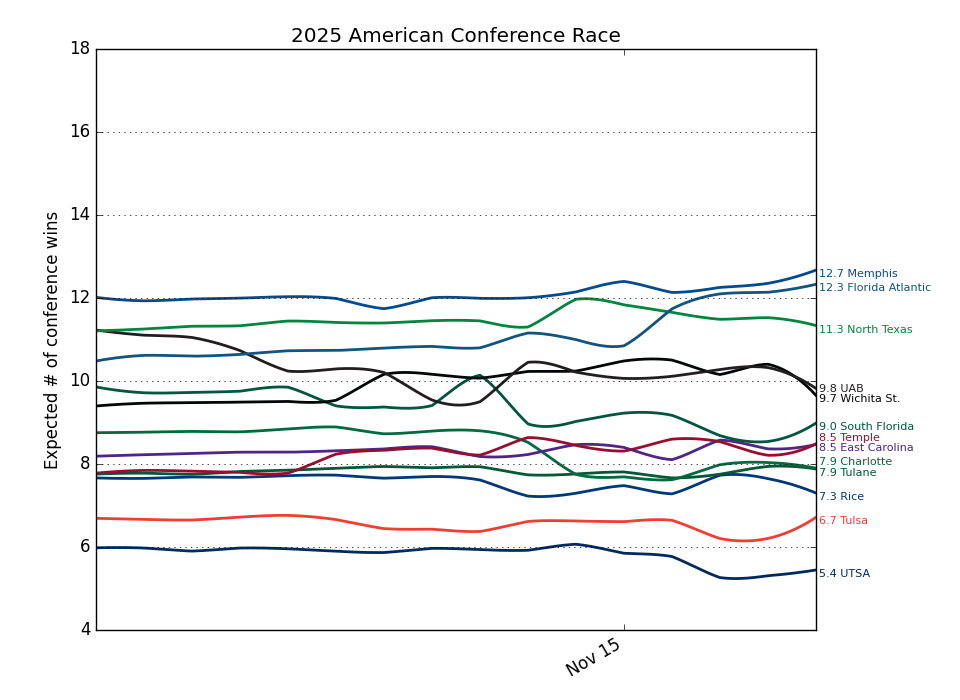 2025 American Conference Race
Expected # of conference wins
18
16
14
12
10
8
6
4
Nov 15
12.7 Memphis
12.3 Florida Atlantic
11.3 North Texas
9.8 UAB
9.7 Wichita St.
9.0 South Florida
8.5 Temple
8.5 East Carolina
7.9 Charlotte
7.9 Tulane
7.3 Rice
6.7 Tulsa
5.4 UTSA